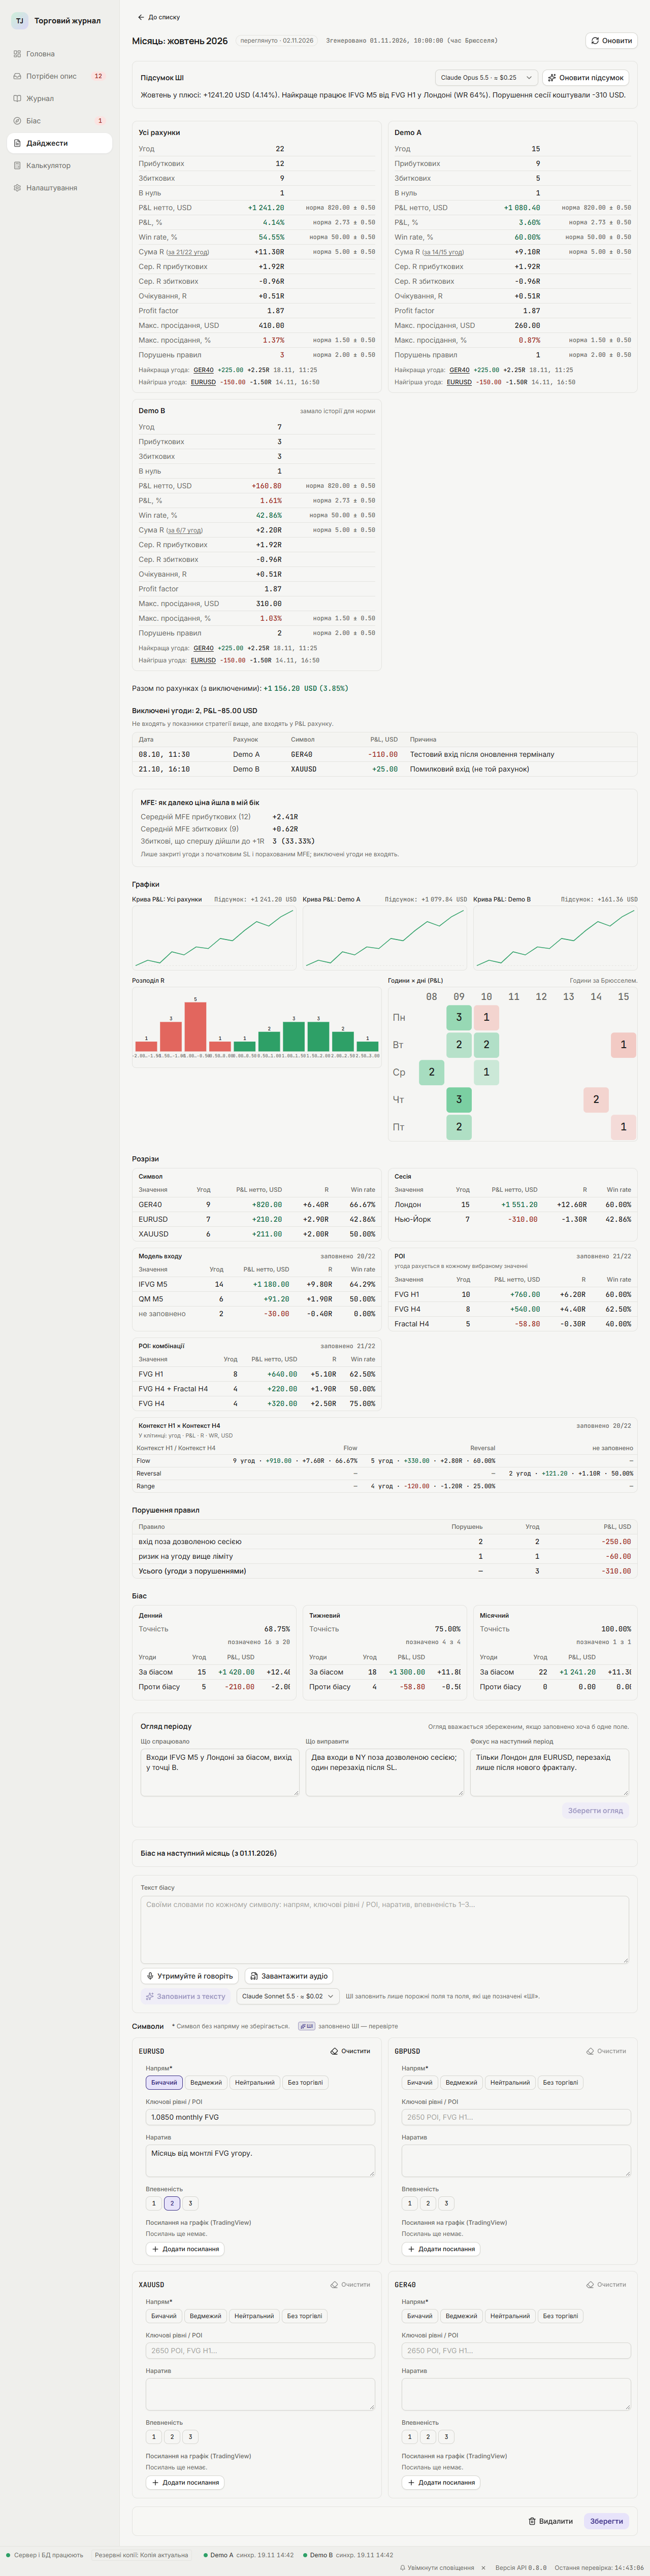 TJ Торговий журнал
Головна
Потрібен опис 12
Журнал
Біас 1
Дайджести
Калькулятор
Налаштування
До списку
Місяць: жовтень 2026 переглянуто · 02.11.2026 Згенеровано 01.11.2026, 10:00:00 (час Брюсселя) Оновити
Підсумок ШІ Claude Opus 5.5 · ≈ $0.25 Оновити підсумок
Жовтень у плюсі: +1241.20 USD (4.14%). Найкраще працює IFVG M5 від FVG H1 у Лондоні (WR 64%). Порушення сесії коштували -310 USD.
Усі рахунки
Угод 22
Прибуткових 12
Збиткових 9
В нуль 1
P&L нетто, USD +1 241.20 норма 820.00 ± 0.50
P&L, % 4.14% норма 2.73 ± 0.50
Win rate, % 54.55% норма 50.00 ± 0.50
Сума R (за 21/22 угод) +11.30R норма 5.00 ± 0.50
Сер. R прибуткових +1.92R
Сер. R збиткових -0.96R
Очікування, R +0.51R
Profit factor 1.87
Макс. просідання, USD 410.00
Макс. просідання, % 1.37% норма 1.50 ± 0.50
Порушень правил 3 норма 2.00 ± 0.50
Найкраща угода: GER40 +225.00 +2.25R 18.11, 11:25
Найгірша угода: EURUSD -150.00 -1.50R 14.11, 16:50
Demo A
Угод 15
Прибуткових 9
Збиткових 5
В нуль 1
P&L нетто, USD +1 080.40 норма 820.00 ± 0.50
P&L, % 3.60% норма 2.73 ± 0.50
Win rate, % 60.00% норма 50.00 ± 0.50
Сума R (за 14/15 угод) +9.10R норма 5.00 ± 0.50
Сер. R прибуткових +1.92R
Сер. R збиткових -0.96R
Очікування, R +0.51R
Profit factor 1.87
Макс. просідання, USD 260.00
Макс. просідання, % 0.87% норма 1.50 ± 0.50
Порушень правил 1 норма 2.00 ± 0.50
Найкраща угода: GER40 +225.00 +2.25R 18.11, 11:25
Найгірша угода: EURUSD -150.00 -1.50R 14.11, 16:50
Demo B замало історії для норми
Угод 7
Прибуткових 3
Збиткових 3
В нуль 1
P&L нетто, USD +160.80 норма 820.00 ± 0.50
P&L, % 1.61% норма 2.73 ± 0.50
Win rate, % 42.86% норма 50.00 ± 0.50
Сума R (за 6/7 угод) +2.20R норма 5.00 ± 0.50
Сер. R прибуткових +1.92R
Сер. R збиткових -0.96R
Очікування, R +0.51R
Profit factor 1.87
Макс. просідання, USD 310.00
Макс. просідання, % 1.03% норма 1.50 ± 0.50
Порушень правил 2 норма 2.00 ± 0.50
Найкраща угода: GER40 +225.00 +2.25R 18.11, 11:25
Найгірша угода: EURUSD -150.00 -1.50R 14.11, 16:50
Разом по рахунках (з виключеними): +1 156.20 USD (3.85%)
Виключені угоди: 2, P&L -85.00 USD
Не входять у показники стратегії вище, але входять у P&L рахунку.
Дата Рахунок Символ P&L, USD Причина
08.10, 11:30 Demo A GER40 -110.00 Тестовий вхід після оновлення терміналу
21.10, 16:10 Demo B XAUUSD +25.00 Помилковий вхід (не той рахунок)
MFE: як далеко ціна йшла в мій бік
Середній MFE прибуткових (12) +2.41R
Середній MFE збиткових (9) +0.62R
Збиткові, що спершу дійшли до +1R 3 (33.33%)
Лише закриті угоди з початковим SL і порахованим MFE; виключені угоди не входять.
Графіки
Крива P&L: Усі рахунки Підсумок: +1 241.20 USD
Крива P&L: Demo A Підсумок: +1 079.84 USD
Крива P&L: Demo B Підсумок: +161.36 USD
Розподіл R
1 3 5 1 1 2 3 3 2 1
Години × дні (P&L) Години за Брюсселем.
08 09 10 11 12 13 14 15
Пн 3 1
Вт 2 2 1
Ср 2 1
Чт 3 2
Пт 2 1
Розрізи
Символ
Значення Угод P&L нетто, USD R Win rate
GER40 9 +820.00 +6.40R 66.67%
EURUSD 7 +210.20 +2.90R 42.86%
XAUUSD 6 +211.00 +2.00R 50.00%
Сесія
Значення Угод P&L нетто, USD R Win rate
Лондон 15 +1 551.20 +12.60R 60.00%
Нью-Йорк 7 -310.00 -1.30R 42.86%
Модель входу заповнено 20/22
Значення Угод P&L нетто, USD R Win rate
IFVG M5 14 +1 180.00 +9.80R 64.29%
QM M5 6 +91.20 +1.90R 50.00%
не заповнено 2 -30.00 -0.40R 0.00%
POI заповнено 21/22
угода рахується в кожному вибраному значенні
Значення Угод P&L нетто, USD R Win rate
FVG H1 10 +760.00 +6.20R 60.00%
FVG H4 8 +540.00 +4.40R 62.50%
Fractal H4 5 -58.80 -0.30R 40.00%
POI: комбінації заповнено 21/22
Значення Угод P&L нетто, USD R Win rate
FVG H1 8 +640.00 +5.10R 62.50%
FVG H4 + Fractal H4 4 +220.00 +1.90R 50.00%
FVG H4 4 +320.00 +2.50R 75.00%
Контекст H1 × Контекст H4 заповнено 20/22
У клітинці: угод · P&L · R · WR, USD
Контекст H1 / Контекст H4 Flow Reversal не заповнено
Flow 9 угод · +910.00 · +7.60R · 66.67% 5 угод · +330.00 · +2.80R · 60.00% —
Reversal — — 2 угод · +121.20 · +1.10R · 50.00%
Range — 4 угод · -120.00 · -1.20R · 25.00% —
Порушення правил
Правило Порушень Угод P&L, USD
вхід поза дозволеною сесією 2 2 -250.00
ризик на угоду вище ліміту 1 1 -60.00
Усього (угоди з порушеннями) — 3 -310.00
Біас
Денний
Точність 68.75%
позначено 16 з 20
Угоди Угод P&L, USD
За біасом 15 +1 420.00 +12.4(
Проти біасу 5 -210.00 -2.0(
Тижневий
Точність 75.00%
позначено 4 з 4
Угоди Угод P&L, USD
За біасом 18 +1 300.00 +11.8(
Проти біасу 4 -58.80 -0.5(
Місячний
Точність 100.00%
позначено 1 з 1
Угоди Угод P&L, USD
За біасом 22 +1 241.20 +11.3(
Проти біасу 0 0.00 0.0(
Огляд періоду Огляд вважається збереженим, якщо заповнено хоча б одне поле.
Що спрацювало Що виправити Фокус на наступний період
Входи IFVG M5 у Лондоні за біасом, вихід у точці B.
Два входи в NY поза дозволеною сесією; один перезахід після SL.
Тільки Лондон для EURUSD, перезахід лише після нового фракталу.
Зберегти огляд
Біас на наступний місяць (з 01.11.2026)
Текст біасу
Своїми словами по кожному символу: напрям, ключові рівні / POI, наратив, впевненість 1–3...
Утримуйте й говоріть Завантажити аудіо
Заповнити з тексту Claude Sonnet 5.5 · ≈ $0.02 ШІ заповнить лише порожні поля та поля, які ще позначені «ШІ».
Символи * Символ без напряму не зберігається. ШІ заповнено ШІ — перевірте
EURUSD Очистити
Напрям*
Бичачий Ведмежий Нейтральний Без торгівлі
Ключові рівні / POI
1.0850 monthly FVG
Наратив
Місяць від монтлі FVG угору.
Впевненість
1 2 3
Посилання на графік (TradingView)
Посилань ще немає.
Додати посилання
GBPUSD Очистити
Напрям*
Бичачий Ведмежий Нейтральний Без торгівлі
Ключові рівні / POI
2650 POI, FVG H1...
Наратив
Впевненість
1 2 3
Посилання на графік (TradingView)
Посилань ще немає.
Додати посилання
XAUUSD Очистити
Напрям*
Бичачий Ведмежий Нейтральний Без торгівлі
Ключові рівні / POI
2650 POI, FVG H1...
Наратив
Впевненість
1 2 3
Посилання на графік (TradingView)
Посилань ще немає.
Додати посилання
GER40 Очистити
Напрям*
Бичачий Ведмежий Нейтральний Без торгівлі
Ключові рівні / POI
2650 POI, FVG H1...
Наратив
Впевненість
1 2 3
Посилання на графік (TradingView)
Посилань ще немає.
Додати посилання
Видалити Зберегти
Сервер і БД працюють Резервні копії: Копія актуальна Demo A синхр. 19.11 14:42 Demo B синхр. 19.11 14:42
Увімкнути сповіщення × Версія API 0.8.0 Остання перевірка: 14:43:06